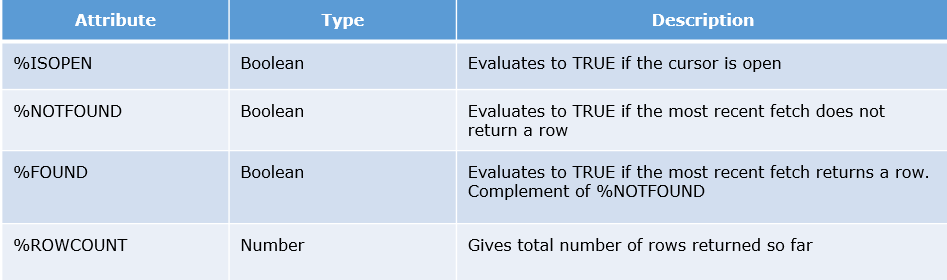 Attribute Type Description
%ISOPEN Boolean Evaluates to TRUE if the cursor is open
%NOTFOUND Boolean Evaluates to TRUE if the most recent fetch does not
return a row
%FOUND Boolean Evaluates to TRUE if the most recent fetch returns a row.
Complement of %NOTFOUND
%ROWCOUNT Number Gives total number of rows returned so far